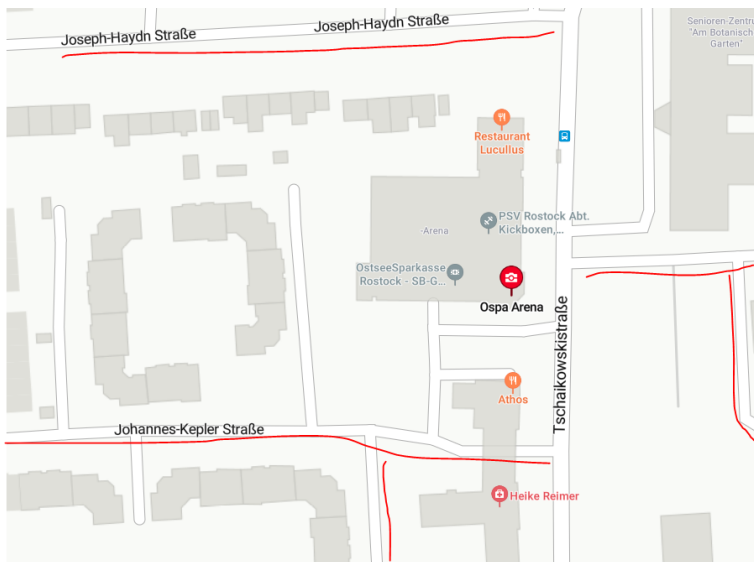 Joseph-Haydn Straße
Joseph-Haydn Straße
Senioren-Zentru
"Am Botanisch
Garten"
Restaurant
Lucullus
PSV Rostock Abt.
Kickboxen,...
-Arena
OstseeSparkasse
Rostock - SB-G...
Ospa Arena
Tschaikowskistraße
Athos
Johannes-Kepler Straße
Heike Reimer